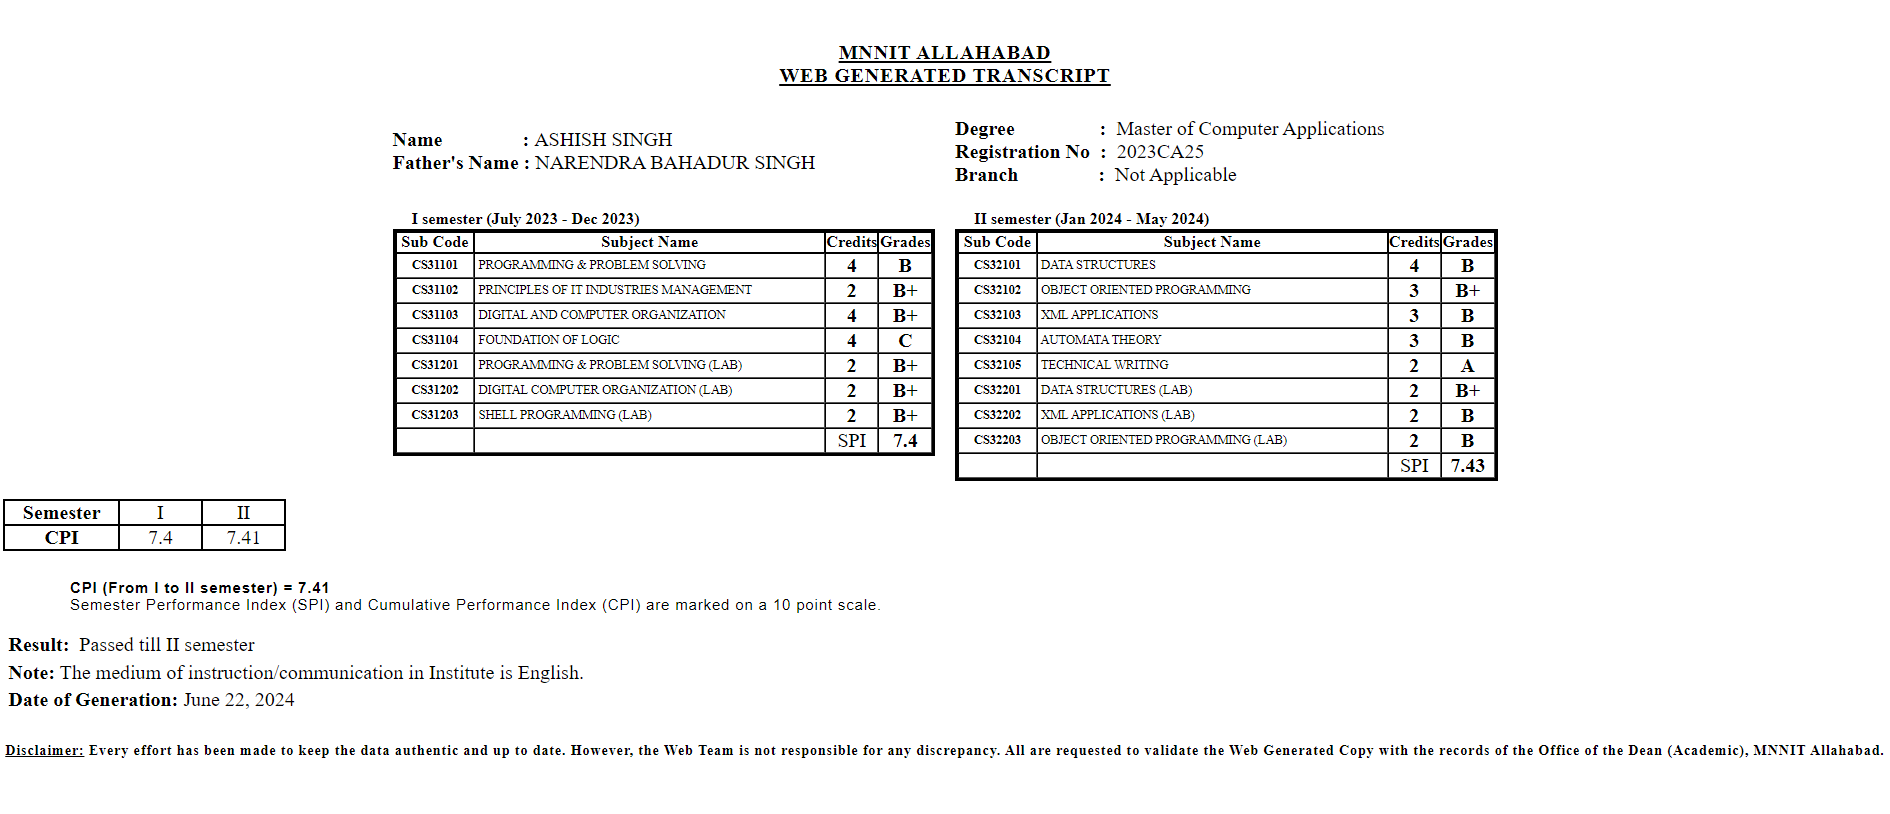 MNNIT ALLAHABAD
WEB GENERATED TRANSCRIPT
Name : ASHISH SINGH
Father's Name : NARENDRA BAHADUR SINGH
Degree : Master of Computer Applications
Registration No : 2023CA25
Branch : Not Applicable
I semester (July 2023 - Dec 2023)
Sub Code Subject Name Credits Grades
CS31101 PROGRAMMING & PROBLEM SOLVING 4 B
CS31102 PRINCIPLES OF IT INDUSTRIES MANAGEMENT 2 B+
CS31103 DIGITAL AND COMPUTER ORGANIZATION 4 B+
CS31104 FOUNDATION OF LOGIC 4 C
CS31201 PROGRAMMING & PROBLEM SOLVING (LAB) 2 B+
CS31202 DIGITAL COMPUTER ORGANIZATION (LAB) 2 B+
CS31203 SHELL PROGRAMMING (LAB) 2 B+
SPI 7.4
II semester (Jan 2024 - May 2024)
Sub Code Subject Name Credits Grades
CS32101 DATA STRUCTURES 4 B
CS32102 OBJECT ORIENTED PROGRAMMING 3 B+
CS32103 XML APPLICATIONS 3 B
CS32104 AUTOMATA THEORY 3 B
CS32105 TECHNICAL WRITING 2 A
CS32201 DATA STRUCTURES (LAB) 2 B+
CS32202 XML APPLICATIONS (LAB) 2 B
CS32203 OBJECT ORIENTED PROGRAMMING (LAB) 2 B
SPI 7.43
Semester I II
CPI 7.4 7.41
CPI (From I to II semester) = 7.41
Semester Performance Index (SPI) and Cumulative Performance Index (CPI) are marked on a 10 point scale.
Result: Passed till II semester
Note: The medium of instruction/communication in Institute is English.
Date of Generation: June 22, 2024
Disclaimer: Every effort has been made to keep the data authentic and up to date. However, the Web Team is not responsible for any discrepancy. All are requested to validate the Web Generated Copy with the records of the Office of the Dean (Academic), MNNIT Allahabad.